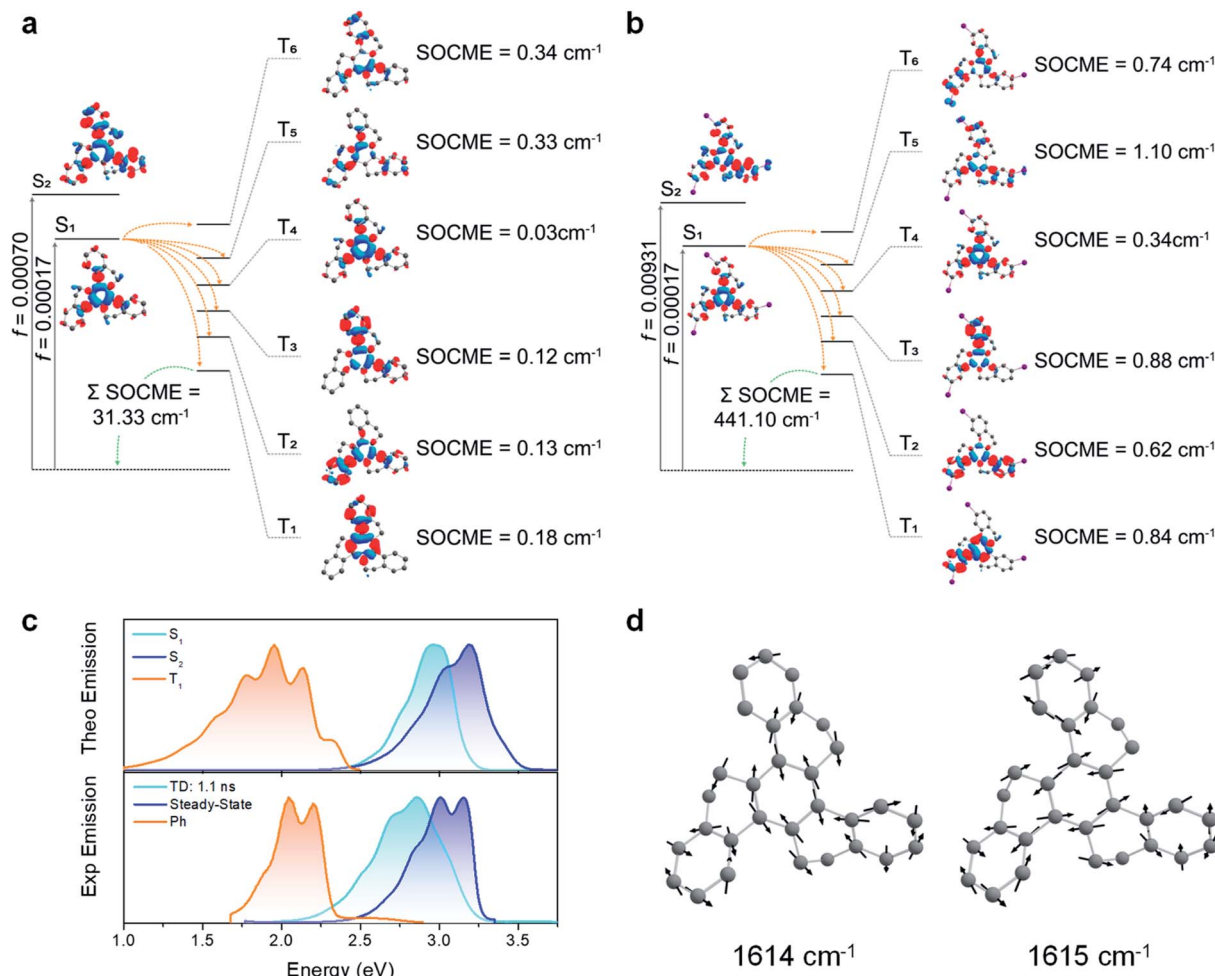 a
T₆
SOCME = 0.34 cm⁻¹
T₅
SOCME = 0.33 cm⁻¹
S₂
S₁
T₄
SOCME = 0.03cm⁻¹
f = 0.00070
f = 0.00017
T₃
SOCME = 0.12 cm⁻¹
Σ SOCME =
31.33 cm⁻¹
T₂
SOCME = 0.13 cm⁻¹
T₁
SOCME = 0.18 cm⁻¹
b
T₆
SOCME = 0.74 cm⁻¹
T₅
SOCME = 1.10 cm⁻¹
S₂
S₁
T₄
SOCME = 0.34cm⁻¹
f = 0.00931
f = 0.00017
T₃
SOCME = 0.88 cm⁻¹
Σ SOCME =
441.10 cm⁻¹
T₂
SOCME = 0.62 cm⁻¹
T₁
SOCME = 0.84 cm⁻¹
c
Theo Emission
S₁
S₂
T₁
Exp Emission
TD: 1.1 ns
Steady-State
Ph
1.0 1.5 2.0 2.5 3.0 3.5
Energy (eV)
d
1614 cm⁻¹
1615 cm⁻¹